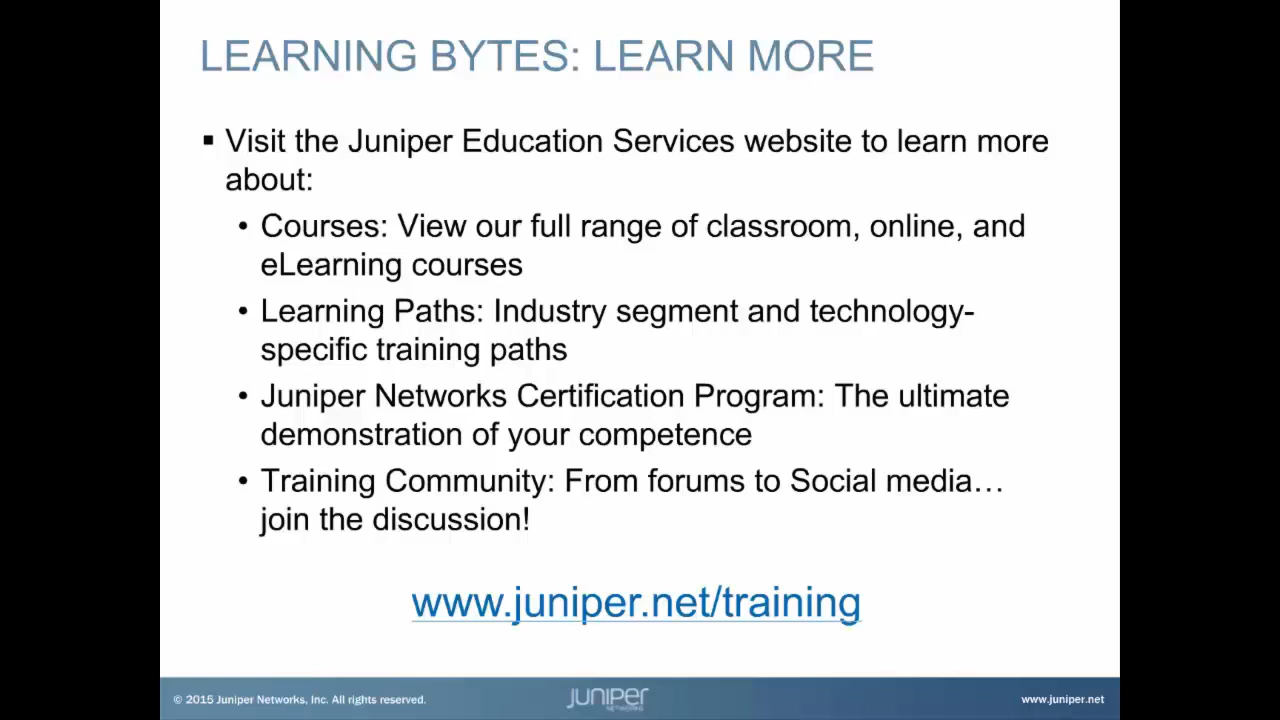 LEARNING BYTES: LEARN MORE
▪ Visit the Juniper Education Services website to learn more
about:
• Courses: View our full range of classroom, online, and
eLearning courses
• Learning Paths: Industry segment and technology-
specific training paths
• Juniper Networks Certification Program: The ultimate
demonstration of your competence
• Training Community: From forums to Social media…
join the discussion!
www.juniper.net/training
© 2015 Juniper Networks, Inc. All rights reserved.
JUNIPER
NETWORKS
www.juniper.net